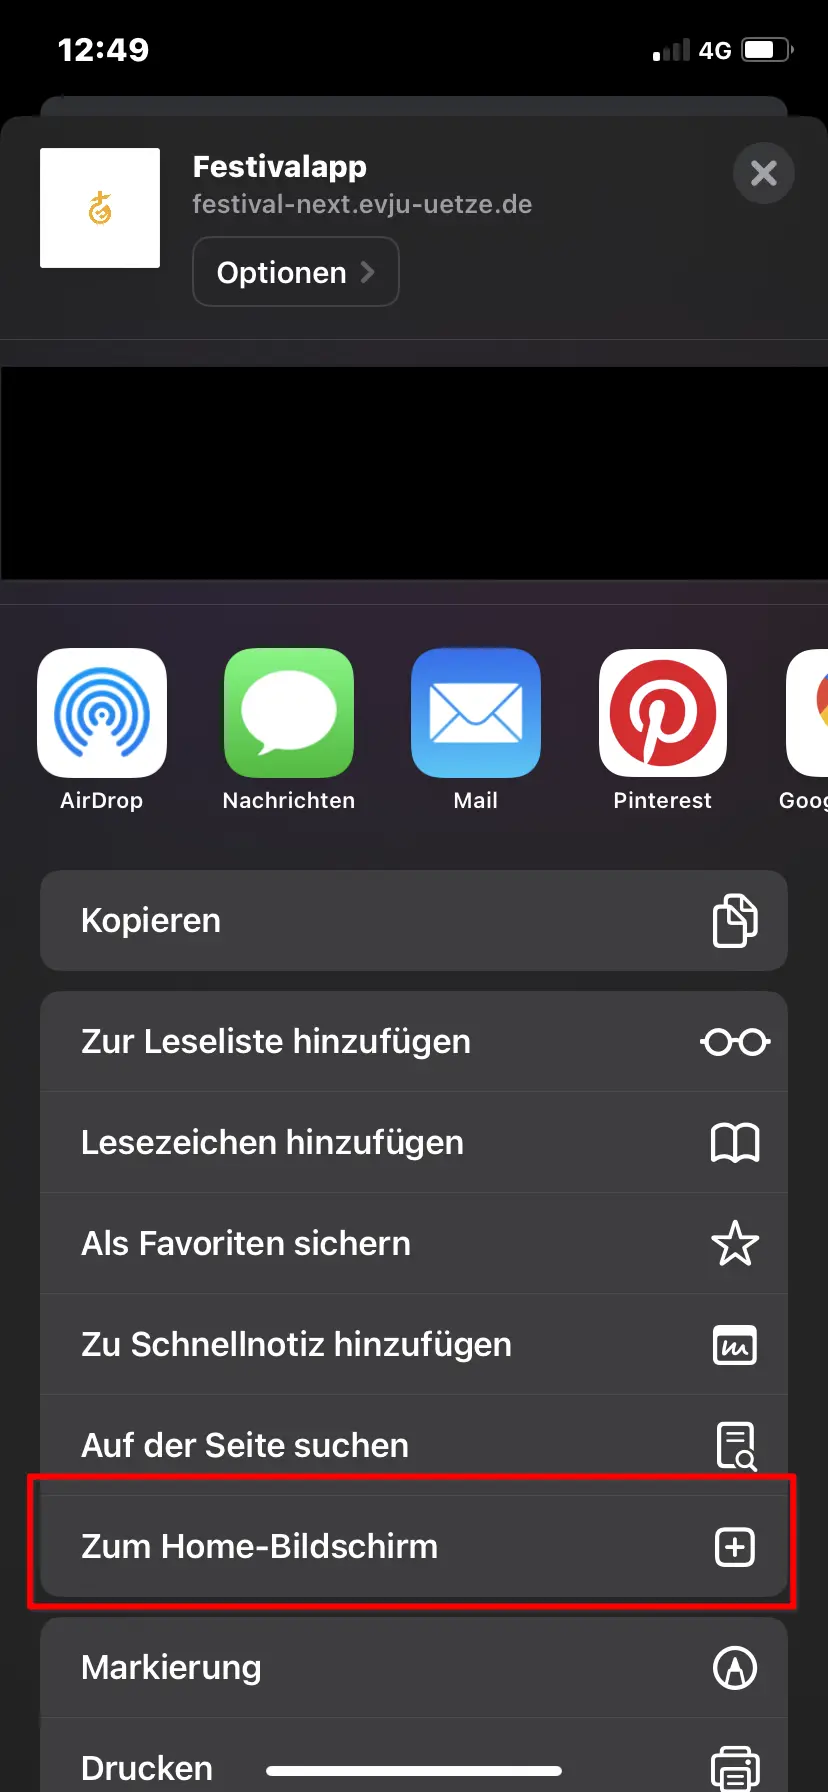 12:49
4G
Festivalapp
festival-next.evju-uetze.de
Optionen
AirDrop
Nachrichten
Mail
Pinterest
Goog
Kopieren
Zur Leseliste hinzufügen
Lesezeichen hinzufügen
Als Favoriten sichern
Zu Schnellnotiz hinzufügen
Auf der Seite suchen
Zum Home-Bildschirm
Markierung
Drucken